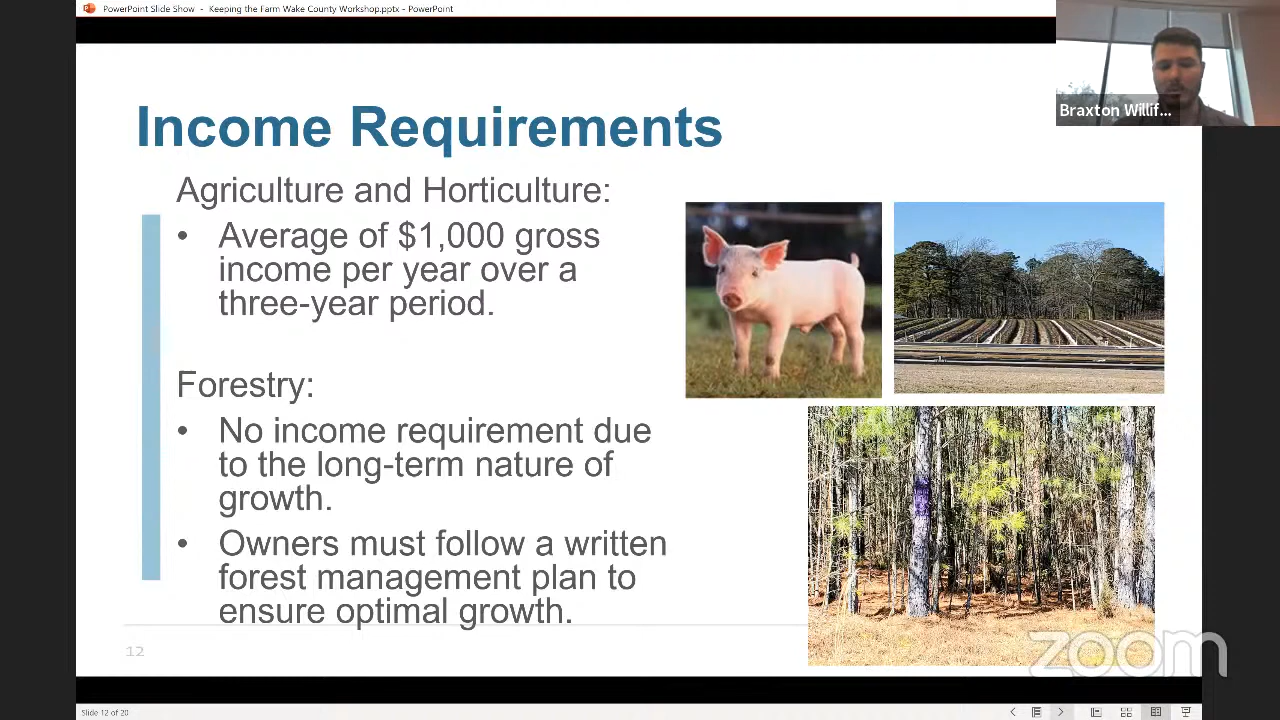 PowerPoint Slide Show - Keeping the Farm Wake County Workshop.pptx - PowerPoint
Braxton Willif...
Income Requirements
Agriculture and Horticulture:
• Average of $1,000 gross
income per year over a
three-year period.
Forestry:
• No income requirement due
to the long-term nature of
growth.
• Owners must follow a written
forest management plan to
ensure optimal growth.
12
zoom
Slide 12 of 20